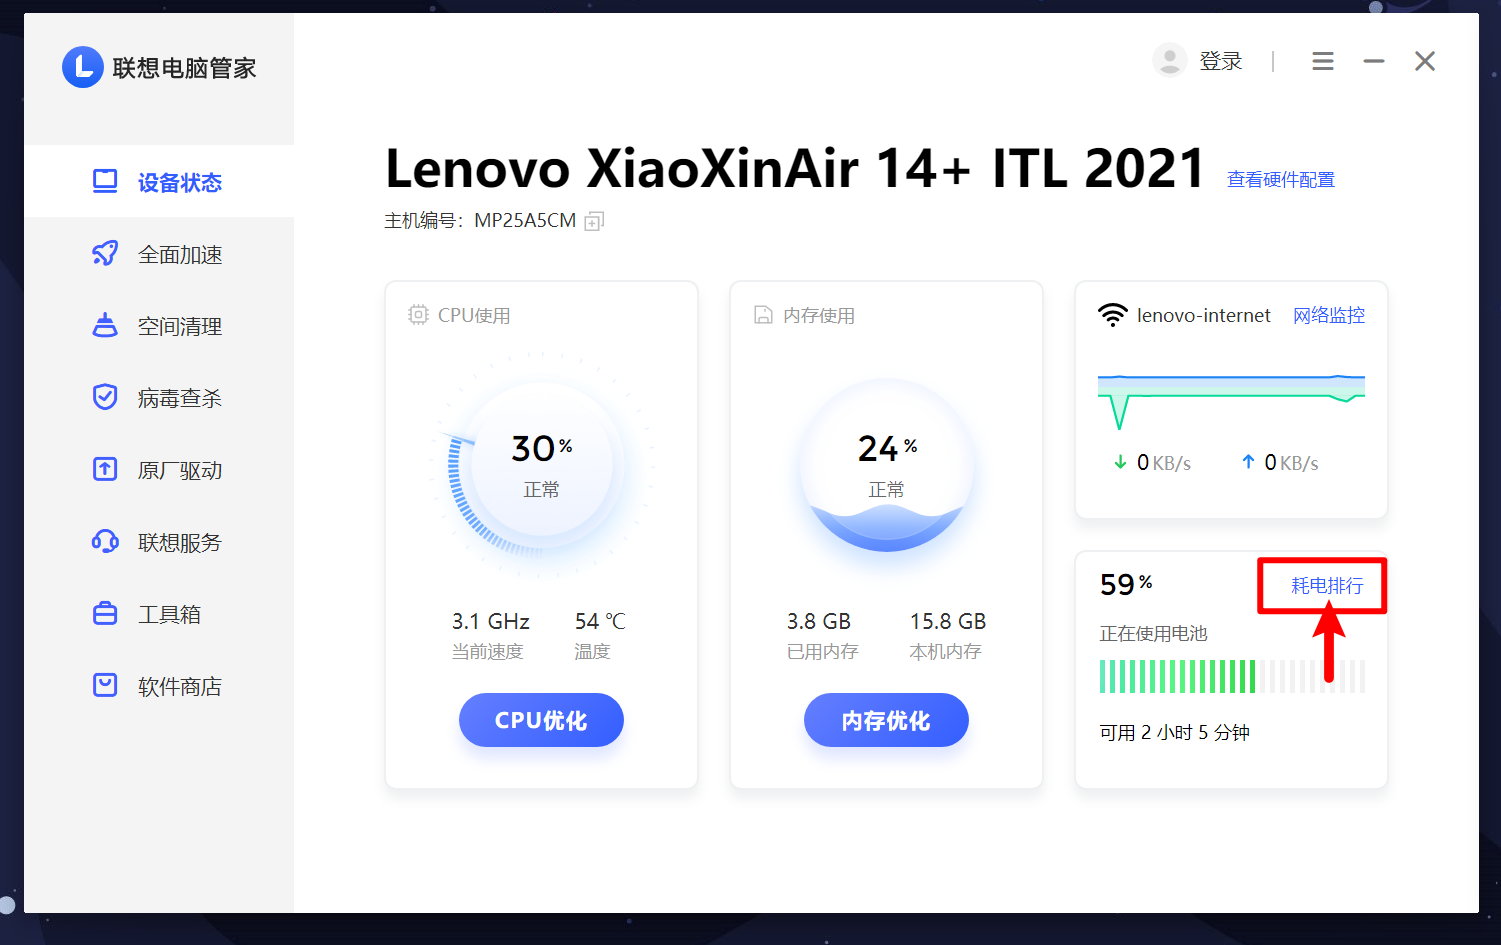 联想电脑管家
登录
设备状态
全面加速
空间清理
病毒查杀
原厂驱动
联想服务
工具箱
软件商店
Lenovo XiaoXinAir 14+ ITL 2021 查看硬件配置
主机编号：MP25A5CM
CPU使用
30%
正常
3.1 GHz 54 ℃
当前速度 温度
CPU优化
内存使用
24%
正常
3.8 GB 15.8 GB
已用内存 本机内存
内存优化
lenovo-internet 网络监控
0 KB/s 0 KB/s
59% 耗电排行
正在使用电池
可用 2 小时 5 分钟